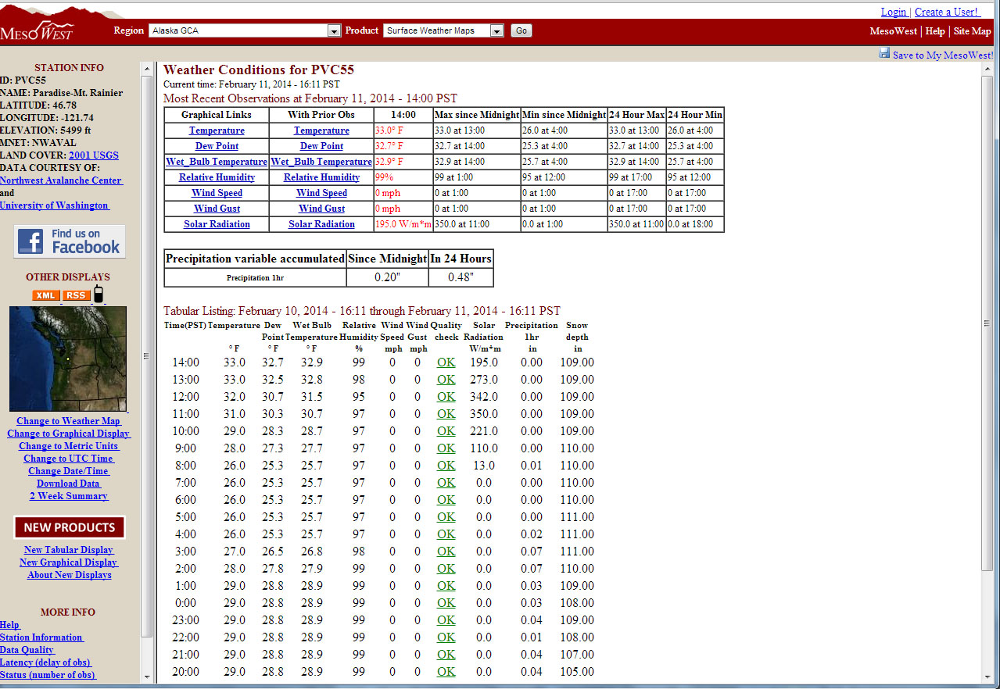 Login | Create a User!
MESOWEST
Region Alaska GCA Product Surface Weather Maps Go
MesoWest | Help | Site Map
Save to My MesoWest!
STATION INFO
ID: PVC55
NAME: Paradise-Mt. Rainier
LATITUDE: 46.78
LONGITUDE: -121.74
ELEVATION: 5499 ft
MNET: NWAVAL
LAND COVER: 2001 USGS
DATA COURTESY OF:
Northwest Avalanche Center
and
University of Washington
Find us on
Facebook
OTHER DISPLAYS
XML RSS
Change to Weather Map
Change to Graphical Display
Change to Metric Units
Change to UTC Time
Change Date/Time
Download Data
2 Week Summary
NEW PRODUCTS
New Tabular Display
New Graphical Display
About New Displays
MORE INFO
Help
Station Information
Data Quality
Latency (delay of obs)
Status (number of obs)
Weather Conditions for PVC55
Current time: February 11, 2014 - 16:11 PST
Most Recent Observations at February 11, 2014 - 14:00 PST
Graphical Links With Prior Obs 14:00 Max since Midnight Min since Midnight 24 Hour Max 24 Hour Min
Temperature Temperature 33.0° F 33.0 at 13:00 26.0 at 4:00 33.0 at 13:00 26.0 at 4:00
Dew Point Dew Point 32.7° F 32.7 at 14:00 25.3 at 4:00 32.7 at 14:00 25.3 at 4:00
Wet_Bulb Temperature Wet_Bulb Temperature 32.9° F 32.9 at 14:00 25.7 at 4:00 32.9 at 14:00 25.7 at 4:00
Relative Humidity Relative Humidity 99% 99 at 1:00 95 at 12:00 99 at 17:00 95 at 12:00
Wind Speed Wind Speed 0 mph 0 at 1:00 0 at 1:00 0 at 17:00 0 at 17:00
Wind Gust Wind Gust 0 mph 0 at 1:00 0 at 1:00 0 at 17:00 0 at 17:00
Solar Radiation Solar Radiation 195.0 W/m*m 350.0 at 11:00 0.0 at 1:00 350.0 at 11:00 0.0 at 18:00
Precipitation variable accumulated Since Midnight In 24 Hours
Precipitation 1hr 0.20" 0.48"
Tabular Listing: February 10, 2014 - 16:11 through February 11, 2014 - 16:11 PST
Time(PST) Temperature Dew Wet Bulb Relative Wind Wind Quality Solar Precipitation Snow
Point Temperature Humidity Speed Gust check Radiation 1hr depth
° F ° F ° F % mph mph W/m*m in in
14:00 33.0 32.7 32.9 99 0 0 OK 195.0 0.00 109.00
13:00 33.0 32.5 32.8 98 0 0 OK 273.0 0.00 109.00
12:00 32.0 30.7 31.5 95 0 0 OK 342.0 0.00 109.00
11:00 31.0 30.3 30.7 97 0 0 OK 350.0 0.00 109.00
10:00 29.0 28.3 28.7 97 0 0 OK 221.0 0.00 109.00
9:00 28.0 27.3 27.7 97 0 0 OK 110.0 0.00 110.00
8:00 26.0 25.3 25.7 97 0 0 OK 13.0 0.01 110.00
7:00 26.0 25.3 25.7 97 0 0 OK 0.0 0.00 110.00
6:00 26.0 25.3 25.7 97 0 0 OK 0.0 0.00 110.00
5:00 26.0 25.3 25.7 97 0 0 OK 0.0 0.00 111.00
4:00 26.0 25.3 25.7 97 0 0 OK 0.0 0.02 111.00
3:00 27.0 26.5 26.8 98 0 0 OK 0.0 0.07 111.00
2:00 28.0 27.8 27.9 99 0 0 OK 0.0 0.07 110.00
1:00 29.0 28.8 28.9 99 0 0 OK 0.0 0.03 109.00
0:00 29.0 28.8 28.9 99 0 0 OK 0.0 0.03 108.00
23:00 29.0 28.8 28.9 99 0 0 OK 0.0 0.04 109.00
22:00 29.0 28.8 28.9 99 0 0 OK 0.0 0.01 108.00
21:00 29.0 28.8 28.9 99 0 0 OK 0.0 0.04 107.00
20:00 29.0 28.8 28.9 99 0 0 OK 0.0 0.04 105.00